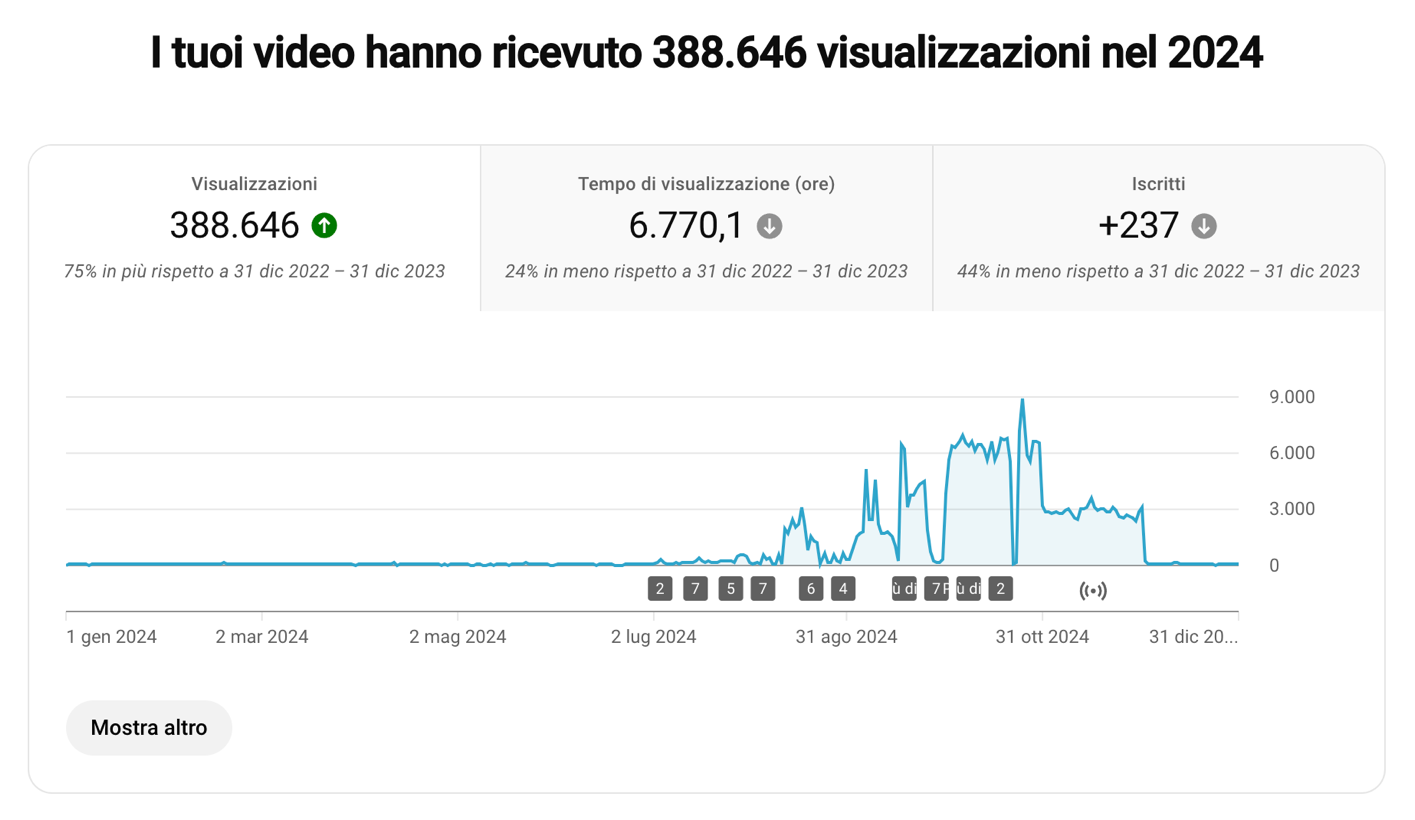 I tuoi video hanno ricevuto 388.646 visualizzazioni nel 2024
Visualizzazioni
388.646
75% in più rispetto a 31 dic 2022 – 31 dic 2023
Tempo di visualizzazione (ore)
6.770,1
24% in meno rispetto a 31 dic 2022 – 31 dic 2023
Iscritti
+237
44% in meno rispetto a 31 dic 2022 – 31 dic 2023
9.000
6.000
3.000
0
2 7 5 7 6 4 ù di 7 ù di 2
1 gen 2024 2 mar 2024 2 mag 2024 2 lug 2024 31 ago 2024 31 ott 2024 31 dic 20...
Mostra altro